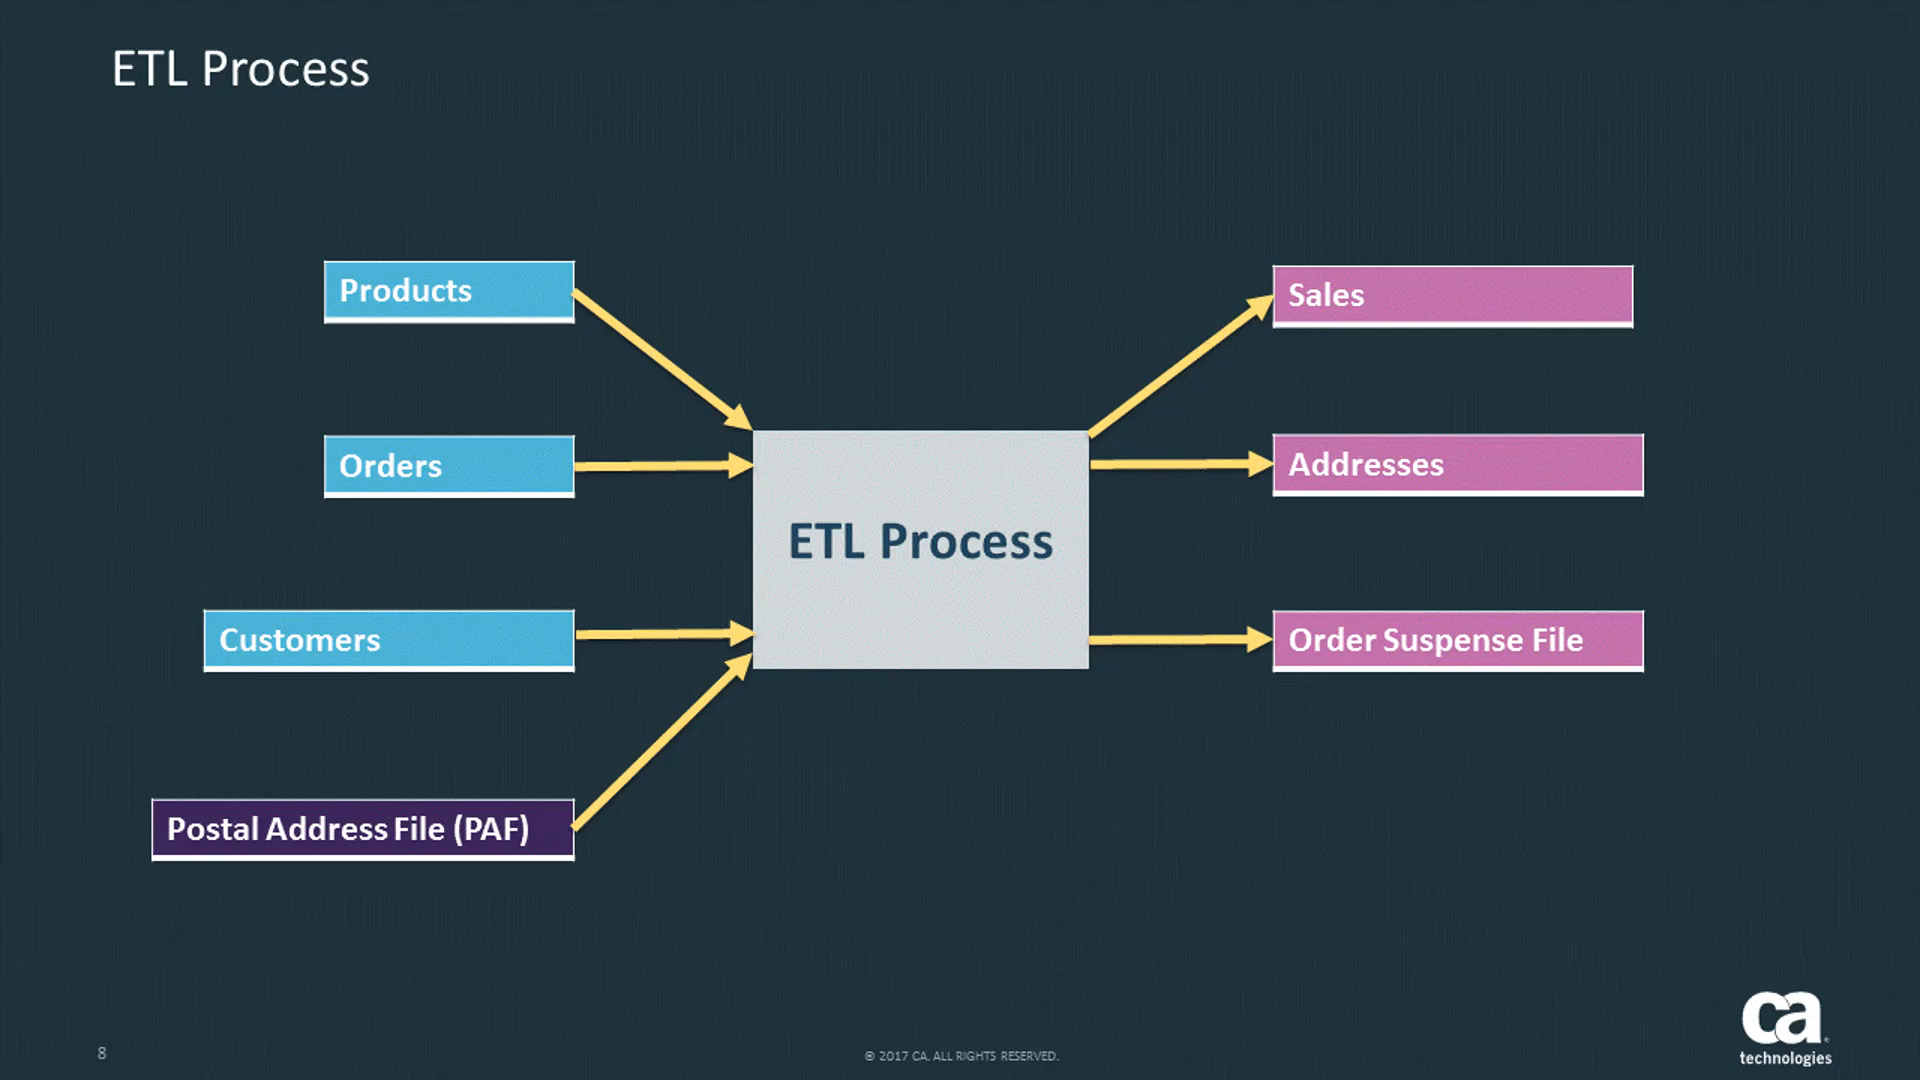 ETL Process
Products
Sales
Orders
Addresses
ETL Process
Customers
Order Suspense File
Postal Address File (PAF)
8
© 2017 CA. ALL RIGHTS RESERVED.
ca
technologies